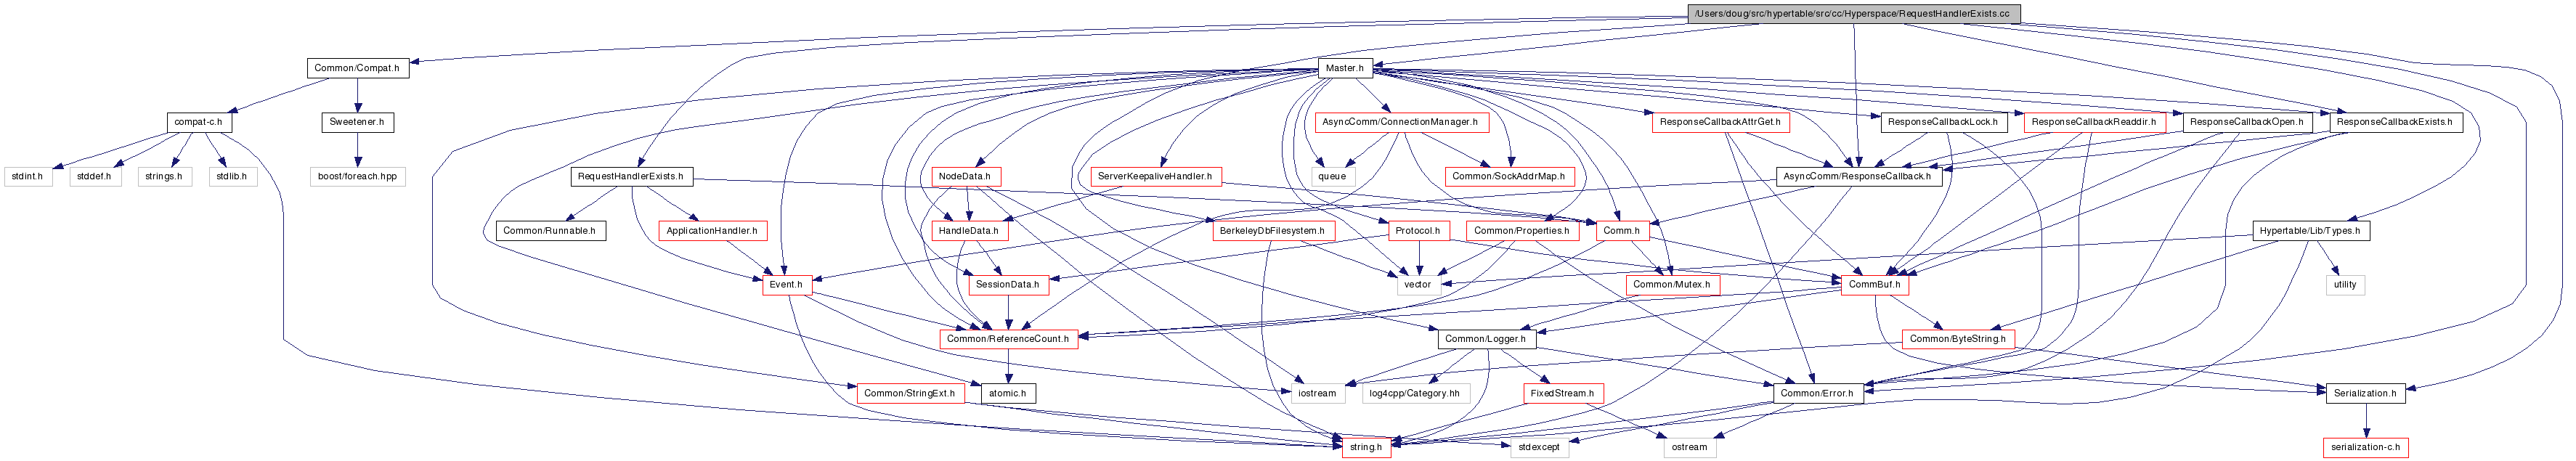 /Users/doug/src/hypertable/src/cc/Hyperspace/RequestHandlerExists.cc
Common/Compat.h
Master.h
compat-c.h
Sweetener.h
AsyncComm/ConnectionManager.h
ResponseCallbackAttrGet.h
ResponseCallbackLock.h
ResponseCallbackReaddir.h
ResponseCallbackOpen.h
ResponseCallbackExists.h
stdint.h
stddef.h
strings.h
stdlib.h
boost/foreach.hpp
RequestHandlerExists.h
NodeData.h
ServerKeepaliveHandler.h
queue
Common/SockAddrMap.h
AsyncComm/ResponseCallback.h
Common/Runnable.h
ApplicationHandler.h
HandleData.h
BerkeleyDbFilesystem.h
Protocol.h
Common/Properties.h
Comm.h
Hypertable/Lib/Types.h
Event.h
SessionData.h
vector
Common/Mutex.h
CommBuf.h
utility
Common/ReferenceCount.h
Common/Logger.h
Common/ByteString.h
Common/StringExt.h
atomic.h
iostream
log4cpp/Category.hh
FixedStream.h
Common/Error.h
Serialization.h
string.h
stdexcept
ostream
serialization-c.h